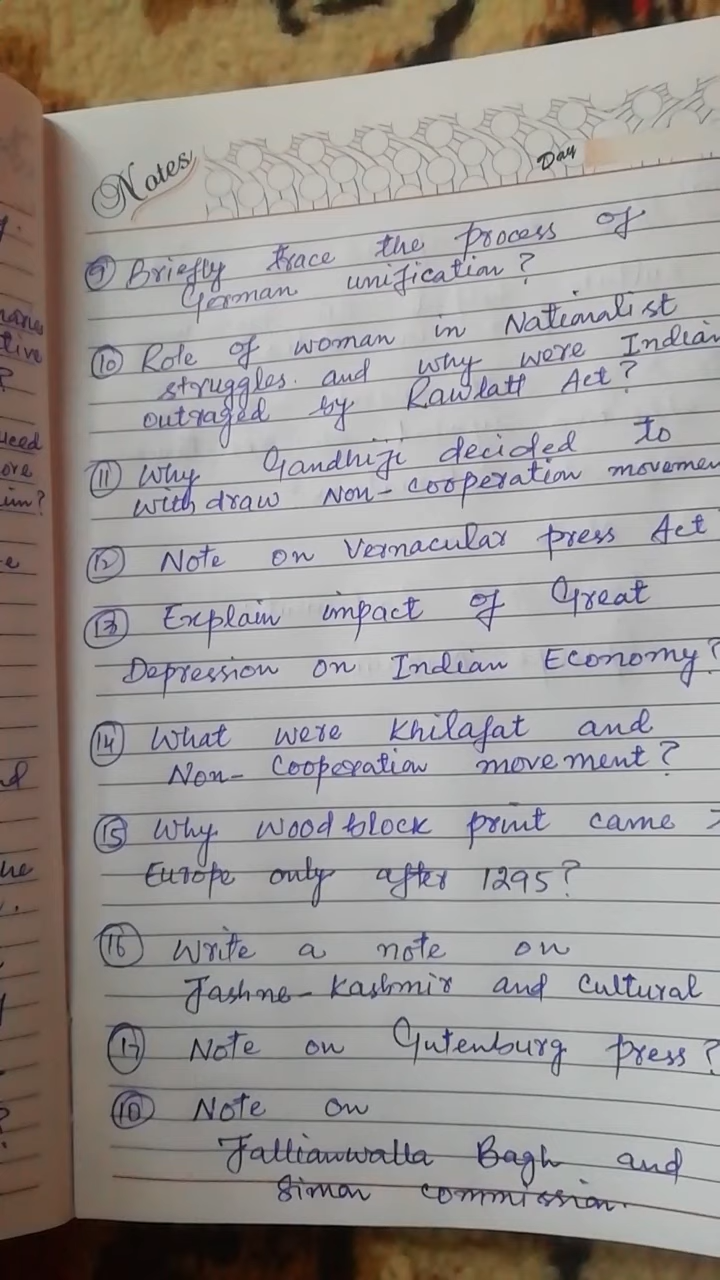 Notes
Day
9 Briefly trace the process of
German unification?
10 Role of woman in Nationalist
struggles. and why were Indian
outraged by Rawlatt Act?
11 Why Gandhiji decided to
withdraw Non-cooperation movemen
12 Note on Vernacular press Act
13 Explain impact of Great
Depression on Indian Economy?
14 What were Khilafat and
Non-Cooperation movement?
15 Why Woodblock print came
Europe only after 1295?
16 Write a note on
Jashne-Kashmir and Cultural
17 Note on Gutenburg press?
18 Note on
Jallianwalla Bagh and
Simon commission.